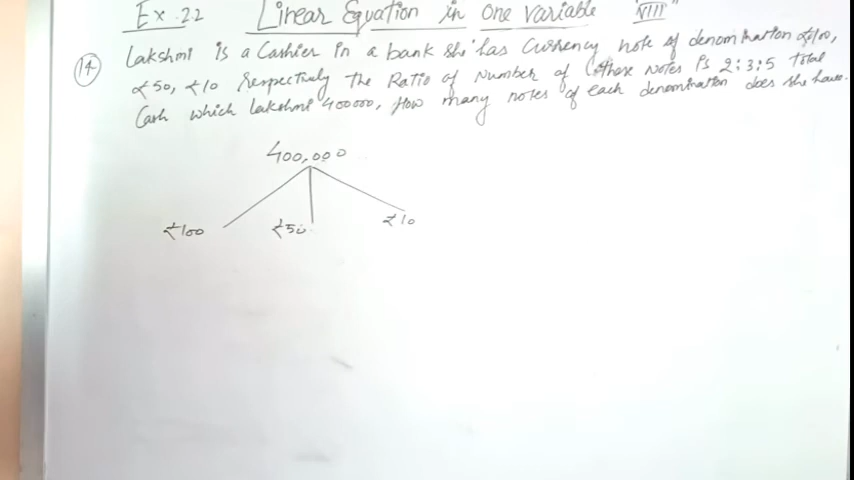 Ex 2.2 Linear Equation in one variable "VIII"
14 Lakshmi is a Cashier in a bank she has Currency note of denomination ₹100,
₹50, ₹10 respectively The Ratio of Number of these Notes is 2:3:5 total
Cash which lakshmi 400000, How many notes of each denomination does she have.
400,000
₹100 ₹50 ₹10